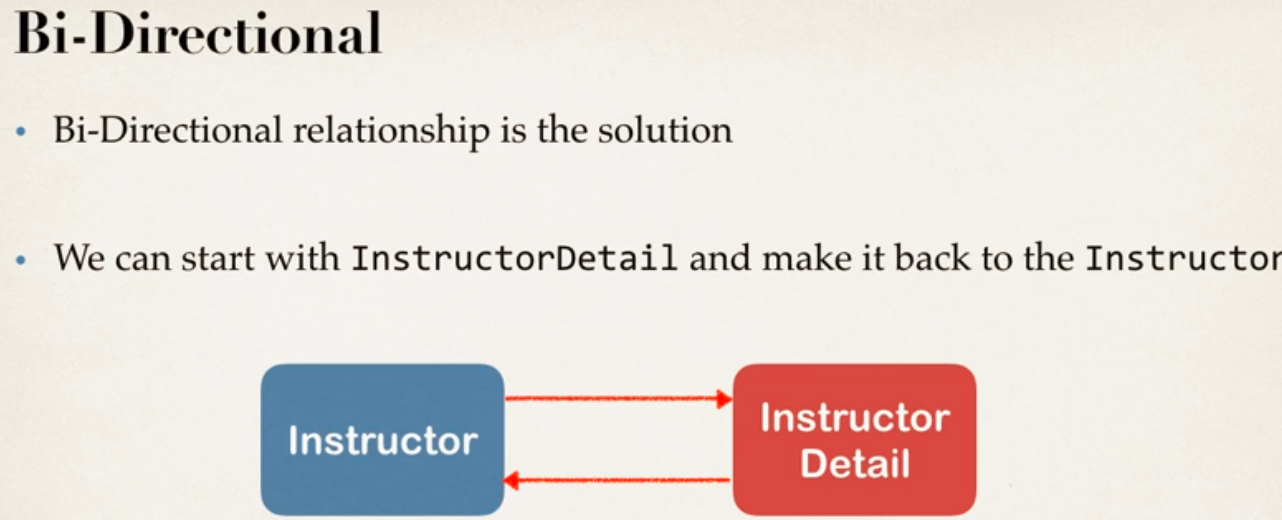 Bi-Directional
• Bi-Directional relationship is the solution
• We can start with InstructorDetail and make it back to the Instructor
Instructor
Instructor
Detail